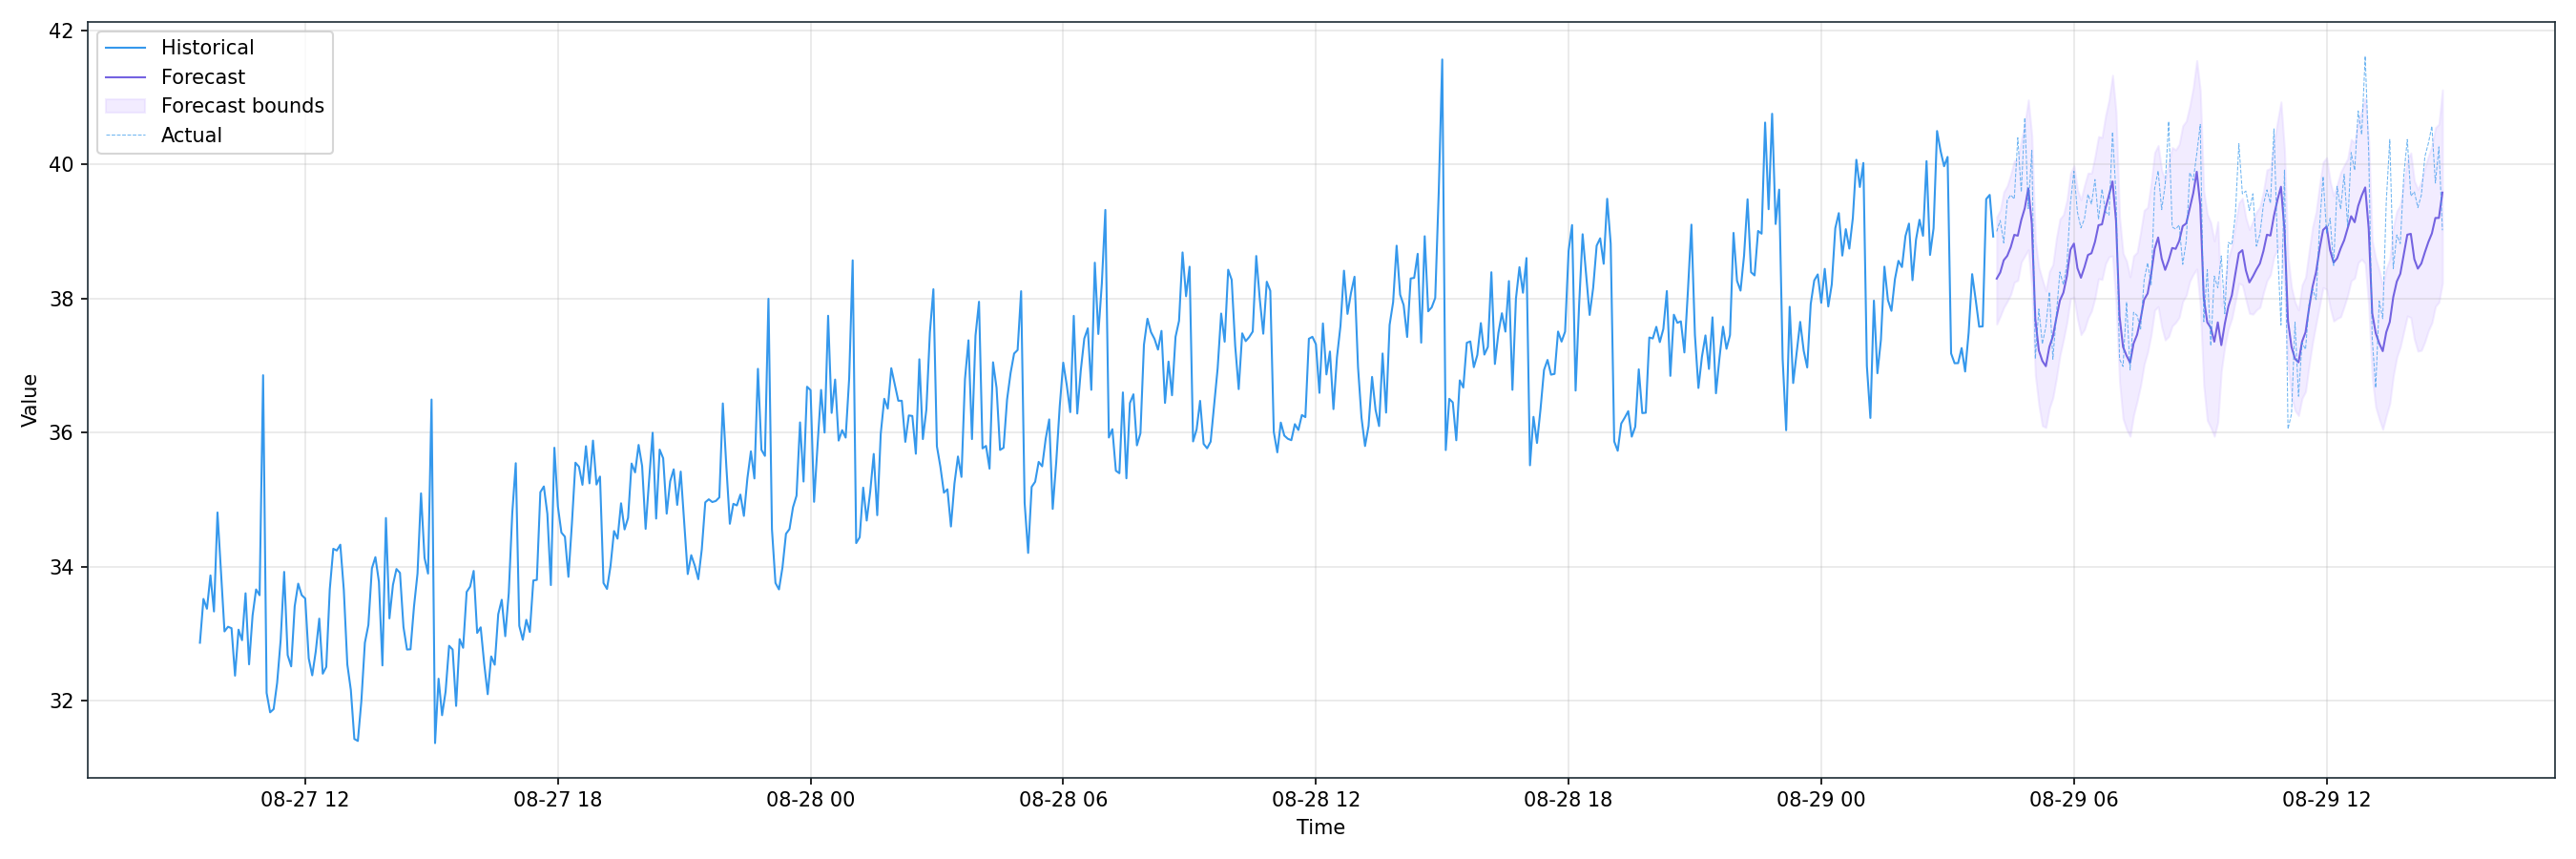 42
40
38
36
34
32
Value
Historical
Forecast
Forecast bounds
Actual
08-27 12
08-27 18
08-28 00
08-28 06
08-28 12
08-28 18
08-29 00
08-29 06
08-29 12
Time